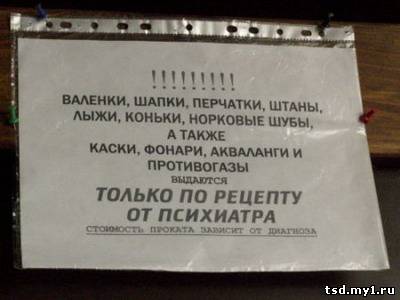 !!!!!!!!!
ВАЛЕНКИ, ШАПКИ, ПЕРЧАТКИ, ШТАНЫ,
ЛЫЖИ, КОНЬКИ, НОРКОВЫЕ ШУБЫ,
А ТАКЖЕ
КАСКИ, ФОНАРИ, АКВАЛАНГИ И
ПРОТИВОГАЗЫ
ВЫДАЮТСЯ
ТОЛЬКО ПО РЕЦЕПТУ
ОТ ПСИХИАТРА
СТОИМОСТЬ ПРОКАТА ЗАВИСИТ ОТ ДИАГНОЗА
tsd.my1.ru